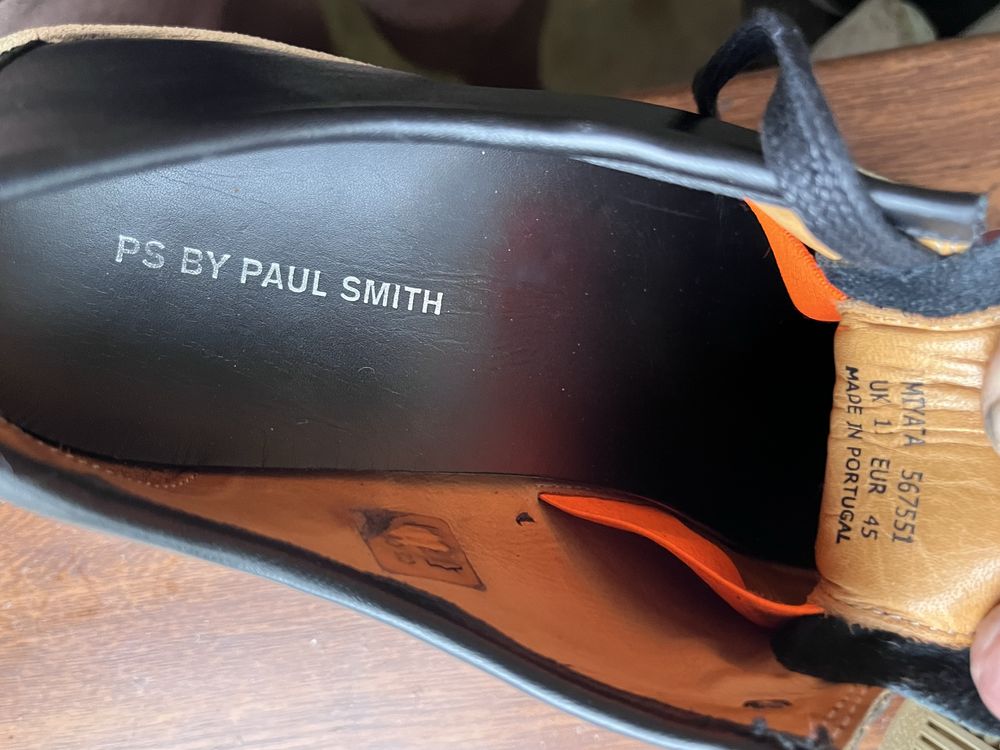 PS BY PAUL SMITH
MIYATA 567551
UK 11 EUR 45
MADE IN PORTUGAL